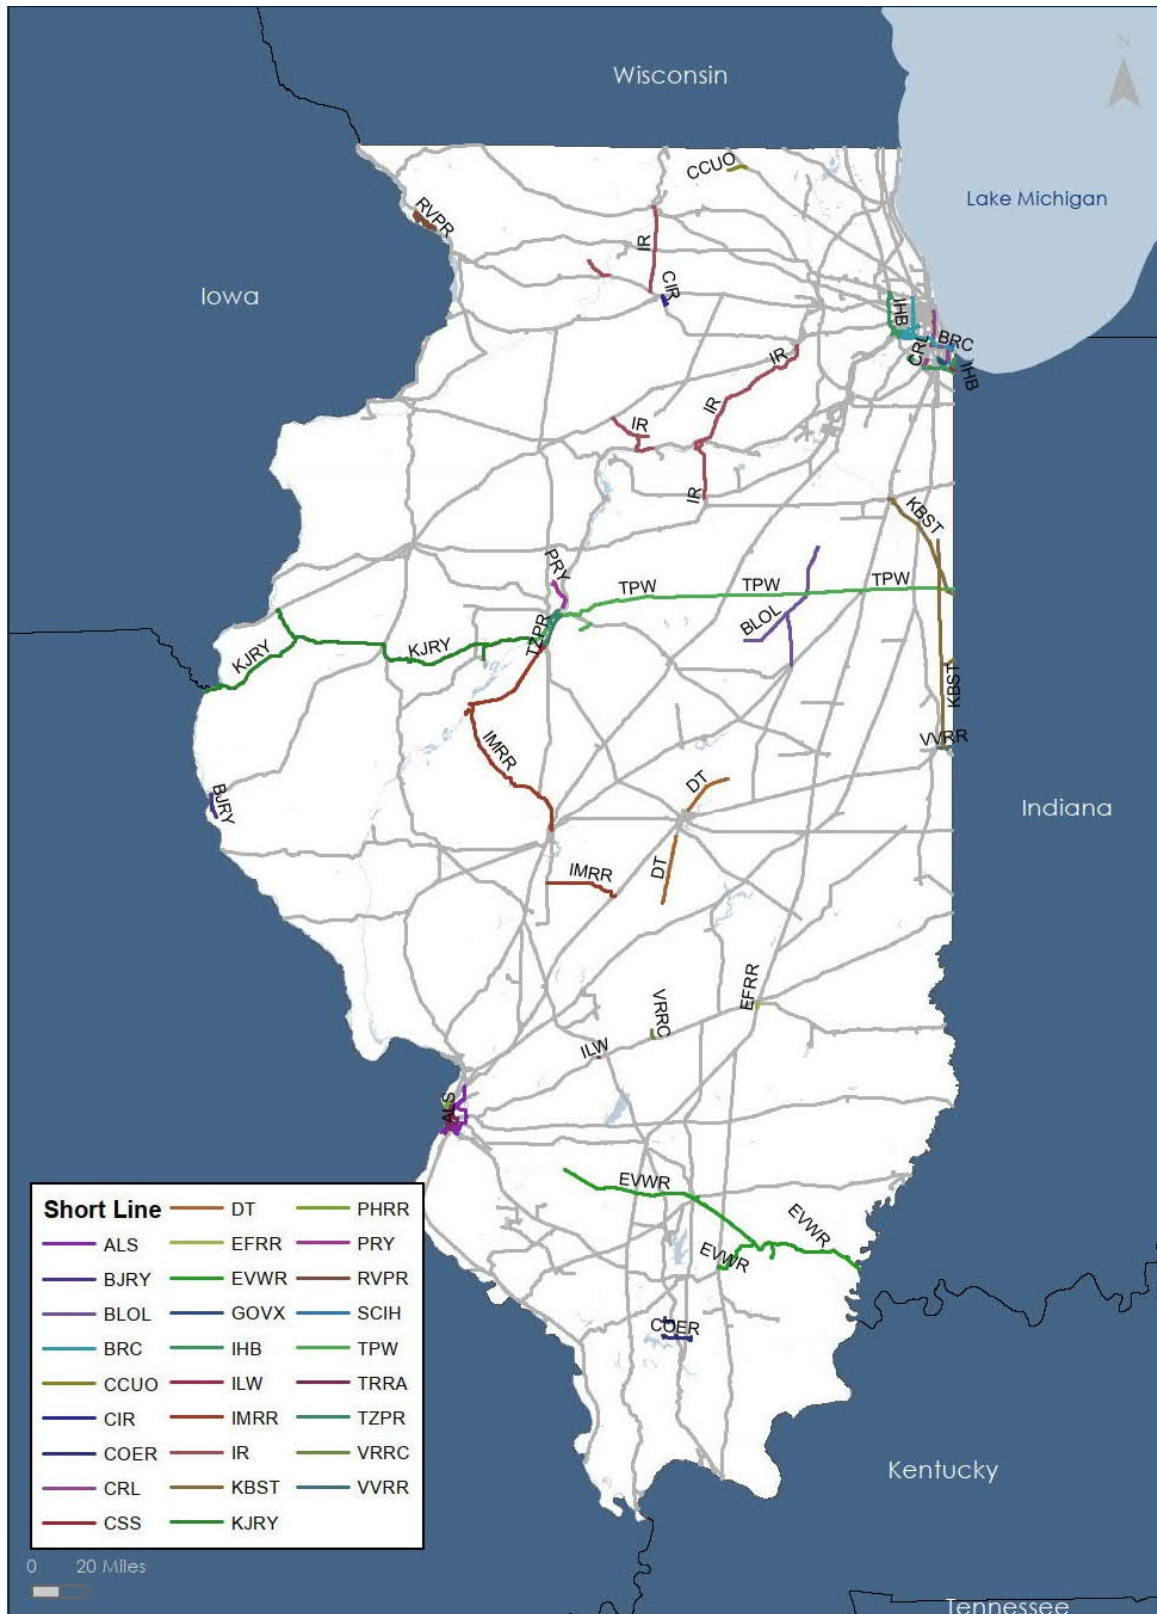 Wisconsin
N
Lake Michigan
Iowa
CCUO
RVPR
IR
CIR
IHB
BRC
CRL
IHB
IR
IR
IR
IR
KBST
PRY
TPW
TPW
TPW
BLOL
TZPR
KJRY
KJRY
KBST
IMRR
VVRR
BJRY
DT
Indiana
IMRR
DT
EFRR
VRRC
ILW
ALS
EVWR
EVWR
EVWR
COER
Kentucky
Tennessee
Short Line
ALS
BJRY
BLOL
BRC
CCUO
CIR
COER
CRL
CSS
DT
EFRR
EVWR
GOVX
IHB
ILW
IMRR
IR
KBST
KJRY
PHRR
PRY
RVPR
SCIH
TPW
TRRA
TZPR
VRRC
VVRR
0 20 Miles